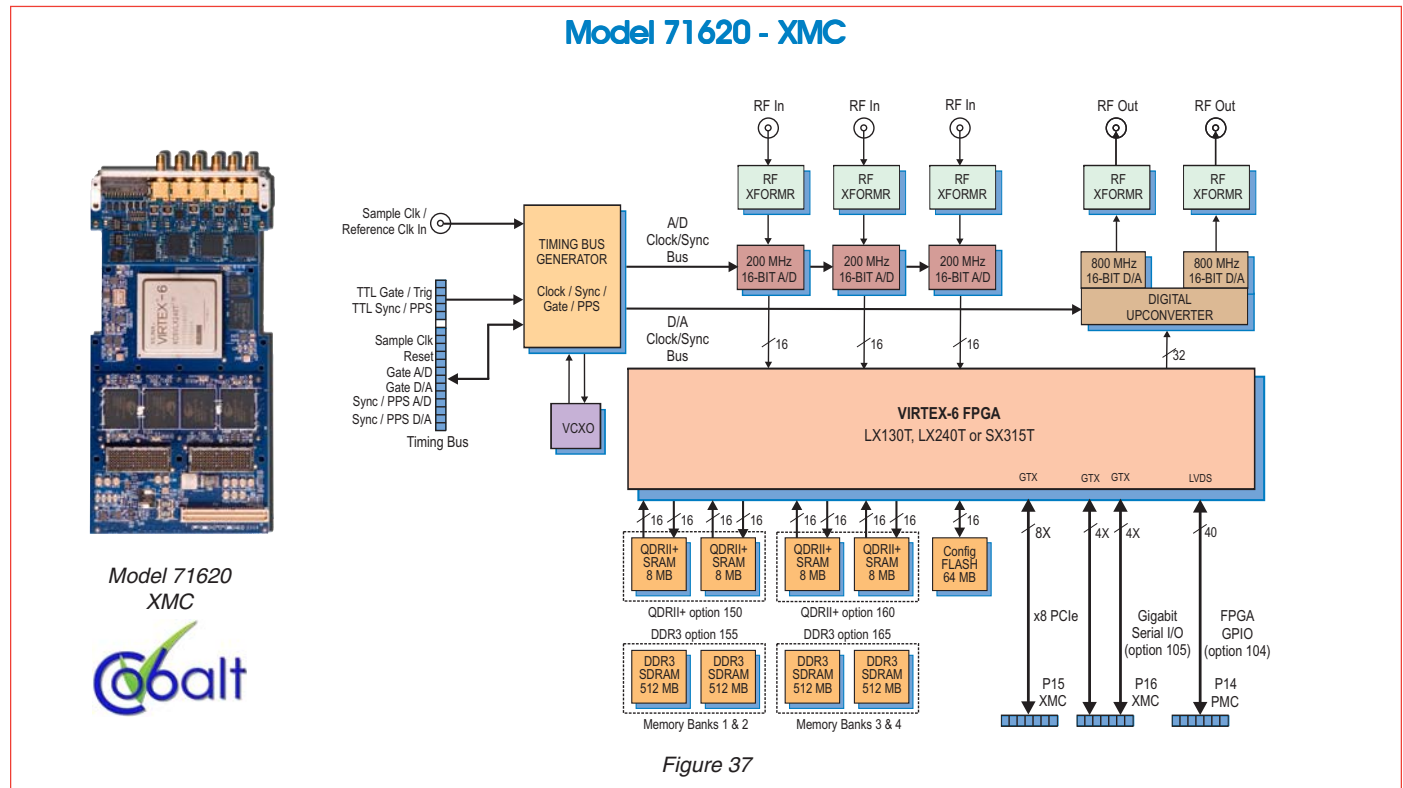 Model 71620 - XMC
RF In
RF In
RF In
RF Out
RF Out
RF
XFORMR
RF
XFORMR
RF
XFORMR
RF
XFORMR
RF
XFORMR
Sample Clk /
Reference Clk In
TIMING BUS
GENERATOR
Clock / Sync /
Gate / PPS
A/D
Clock/Sync
Bus
200 MHz
16-BIT A/D
200 MHz
16-BIT A/D
200 MHz
16-BIT A/D
800 MHz
16-BIT D/A
800 MHz
16-BIT D/A
DIGITAL
UPCONVERTER
TTL Gate / Trig
TTL Sync / PPS
Sample Clk
Reset
Gate A/D
Gate D/A
Sync / PPS A/D
Sync / PPS D/A
Timing Bus
D/A
Clock/Sync
Bus
16
16
16
32
VCXO
VIRTEX-6 FPGA
LX130T, LX240T or SX315T
GTX
GTX
GTX
LVDS
16
16
16
16
16
16
16
16
16
8X
4X
4X
40
QDRII+
SRAM
8 MB
QDRII+
SRAM
8 MB
QDRII+
SRAM
8 MB
QDRII+
SRAM
8 MB
Config
FLASH
64 MB
QDRII+ option 150
QDRII+ option 160
DDR3 option 155
DDR3 option 165
DDR3
SDRAM
512 MB
DDR3
SDRAM
512 MB
DDR3
SDRAM
512 MB
DDR3
SDRAM
512 MB
Memory Banks 1 & 2
Memory Banks 3 & 4
x8 PCIe
Gigabit
Serial I/O
(option 105)
FPGA
GPIO
(option 104)
P15
XMC
P16
XMC
P14
PMC
VIRTEX-6
Model 71620
XMC
Cobalt
Figure 37